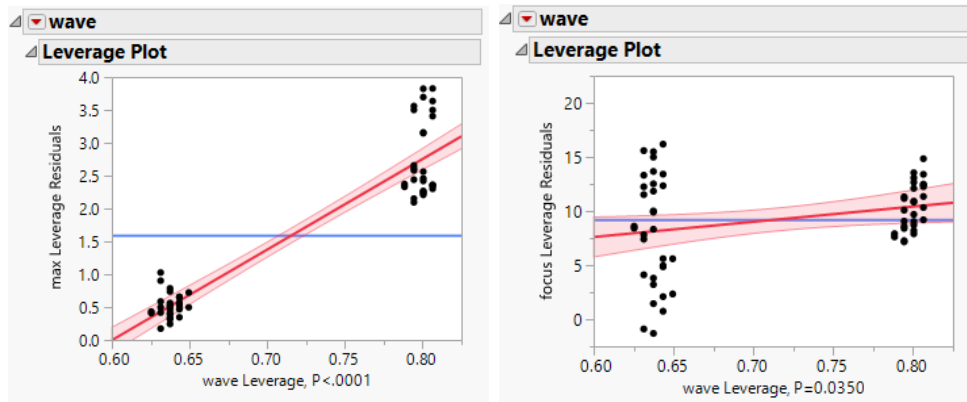 wave
Leverage Plot
4.0
3.5
3.0
2.5
2.0
1.5
1.0
0.5
0.0
max Leverage Residuals
0.60 0.65 0.70 0.75 0.80
wave Leverage, P<.0001
wave
Leverage Plot
20
15
10
5
0
focus Leverage Residuals
0.60 0.65 0.70 0.75 0.80
wave Leverage, P=0.0350